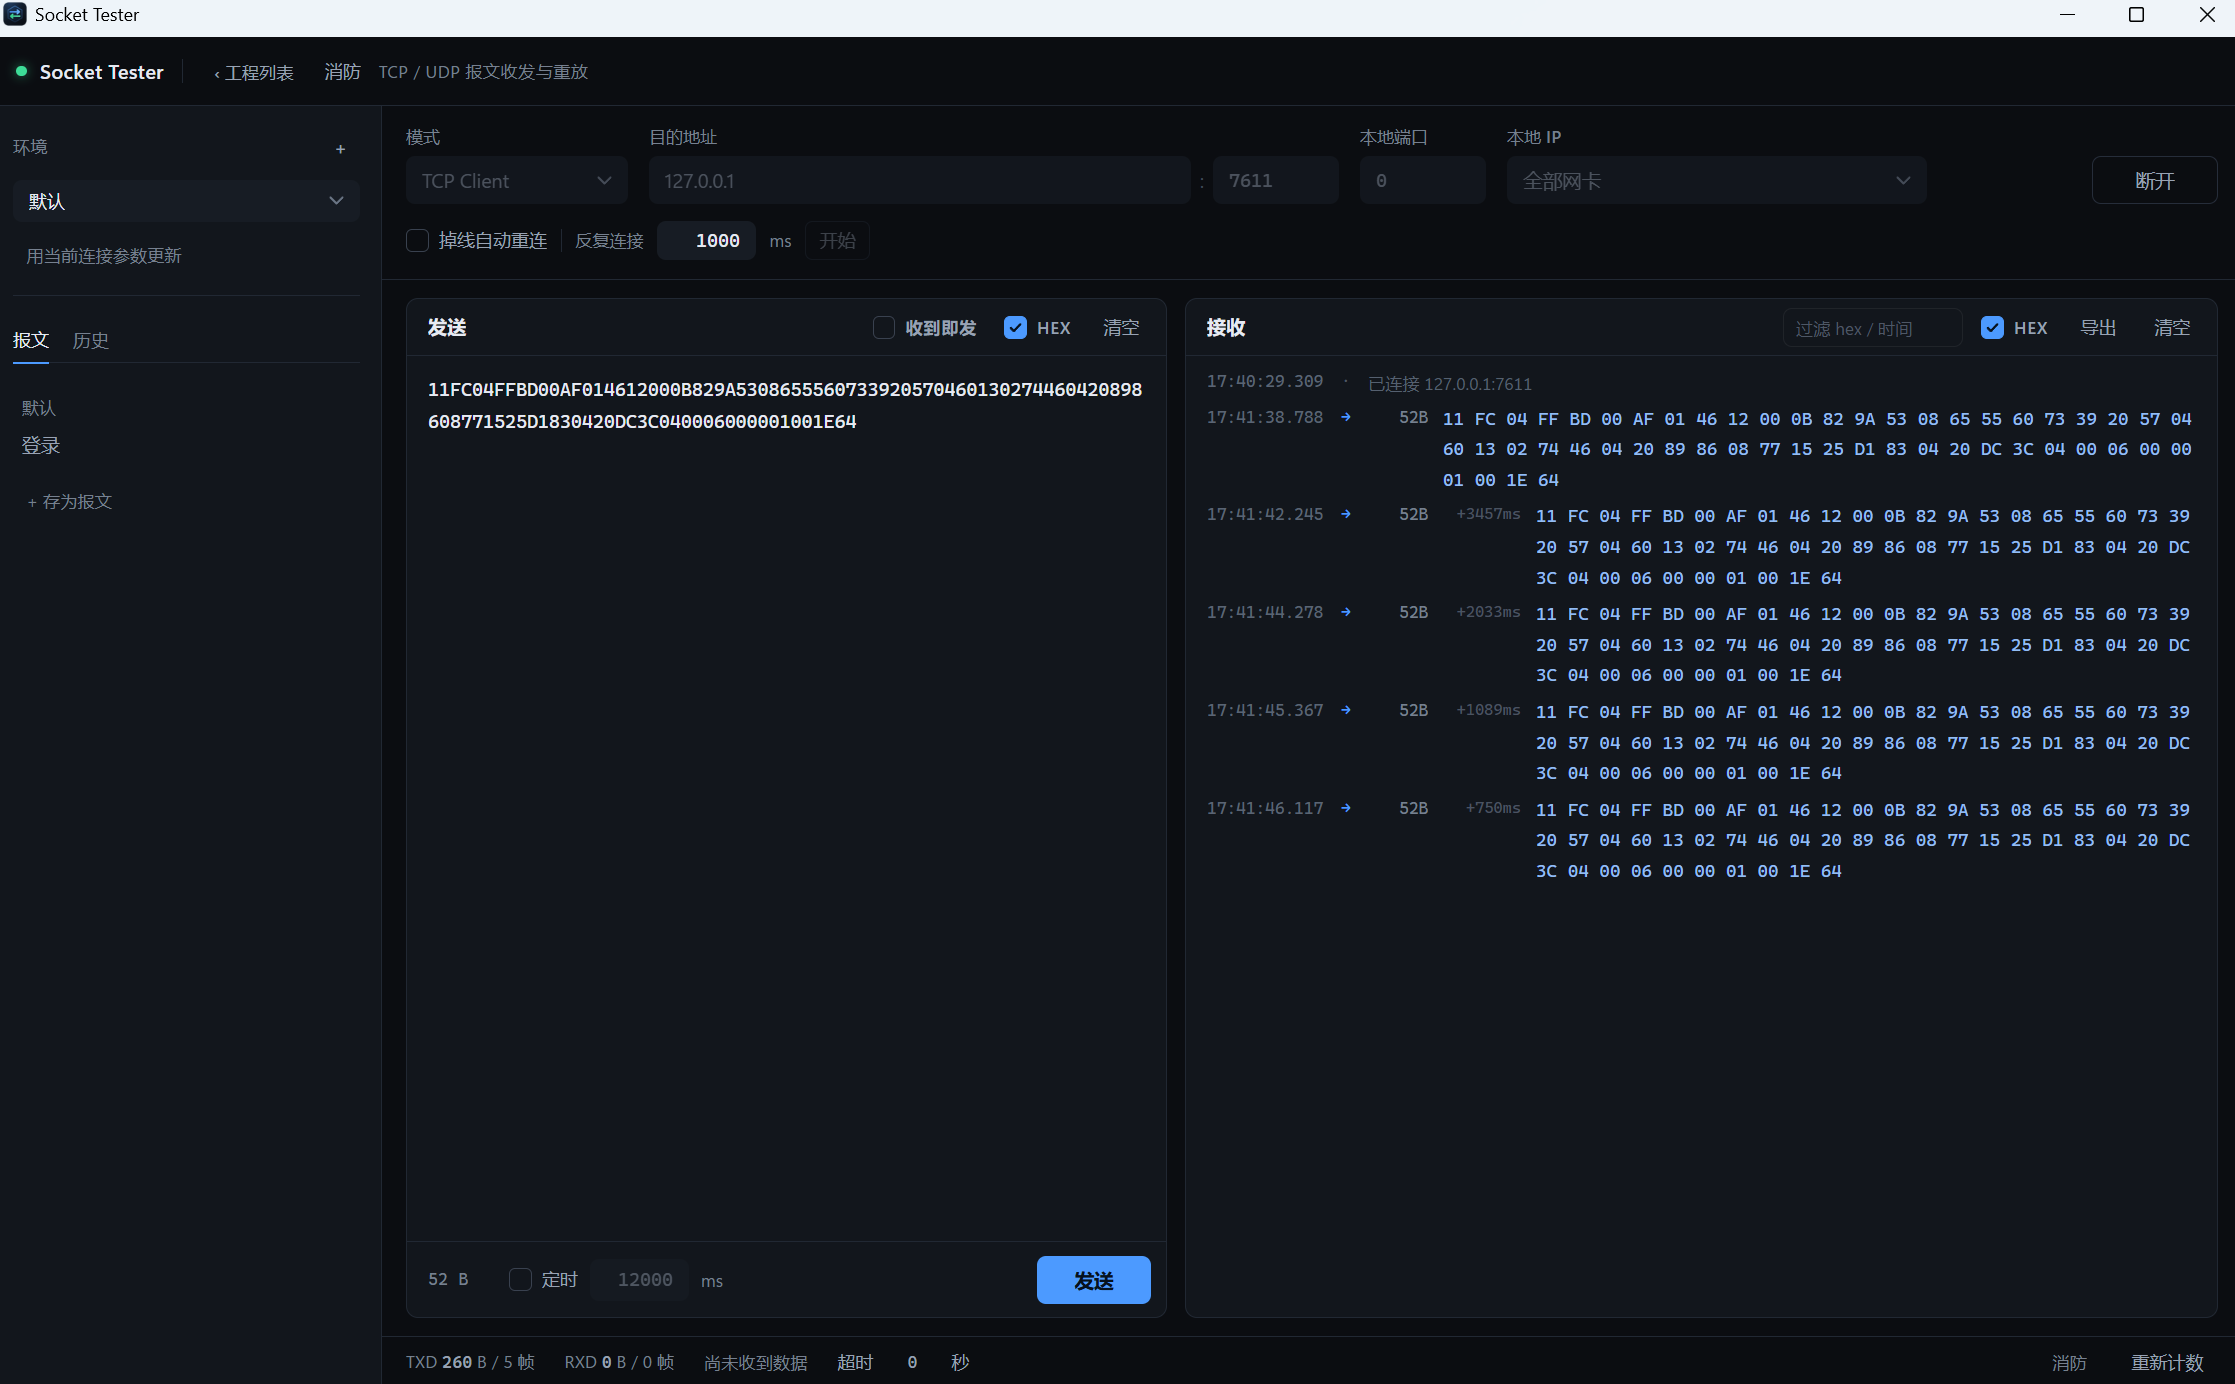 Socket Tester
Socket Tester
‹ 工程列表
消防
TCP / UDP 报文收发与重放
环境
+
默认
用当前连接参数更新
报文
历史
默认
登录
+ 存为报文
模式
目的地址
本地端口
本地 IP
TCP Client
127.0.0.1
:
7611
0
全部网卡
断开
掉线自动重连
反复连接
1000
ms
开始
发送
收到即发
HEX
清空
11FC04FFBD00AF014612000B829A53086555607339205704601302744604208​98
608771525D1830420DC3C040006000001001E64
52 B
定时
12000
ms
发送
接收
过滤 hex / 时间
HEX
导出
清空
17:40:29.309 · 已连接 127.0.0.1:7611
17:41:38.788 → 52B 11 FC 04 FF BD 00 AF 01 46 12 00 0B 82 9A 53 08 65 55 60 73 39 20 57 04
60 13 02 74 46 04 20 89 86 08 77 15 25 D1 83 04 20 DC 3C 04 00 06 00 00
01 00 1E 64
17:41:42.245 → 52B +3457ms 11 FC 04 FF BD 00 AF 01 46 12 00 0B 82 9A 53 08 65 55 60 73 39
20 57 04 60 13 02 74 46 04 20 89 86 08 77 15 25 D1 83 04 20 DC
3C 04 00 06 00 00 01 00 1E 64
17:41:44.278 → 52B +2033ms 11 FC 04 FF BD 00 AF 01 46 12 00 0B 82 9A 53 08 65 55 60 73 39
20 57 04 60 13 02 74 46 04 20 89 86 08 77 15 25 D1 83 04 20 DC
3C 04 00 06 00 00 01 00 1E 64
17:41:45.367 → 52B +1089ms 11 FC 04 FF BD 00 AF 01 46 12 00 0B 82 9A 53 08 65 55 60 73 39
20 57 04 60 13 02 74 46 04 20 89 86 08 77 15 25 D1 83 04 20 DC
3C 04 00 06 00 00 01 00 1E 64
17:41:46.117 → 52B +750ms 11 FC 04 FF BD 00 AF 01 46 12 00 0B 82 9A 53 08 65 55 60 73 39
20 57 04 60 13 02 74 46 04 20 89 86 08 77 15 25 D1 83 04 20 DC
3C 04 00 06 00 00 01 00 1E 64
TXD 260 B / 5 帧
RXD 0 B / 0 帧
尚未收到数据
超时
0
秒
消防
重新计数